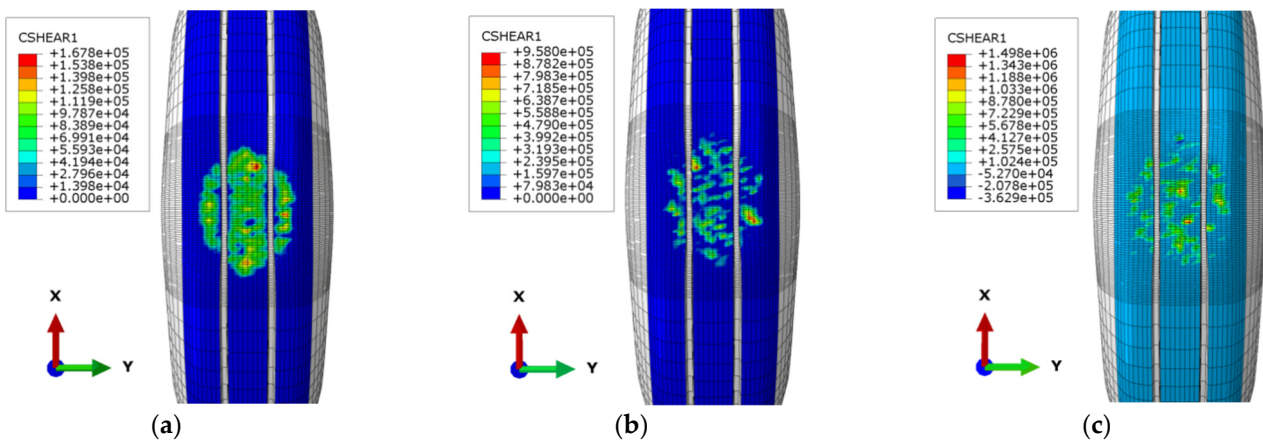 CSHEAR1
+1.678e+05
+1.538e+05
+1.398e+05
+1.258e+05
+1.119e+05
+9.787e+04
+8.389e+04
+6.991e+04
+5.593e+04
+4.194e+04
+2.796e+04
+1.398e+04
+0.000e+00
X
Y
(a)
CSHEAR1
+9.580e+05
+8.782e+05
+7.983e+05
+7.185e+05
+6.387e+05
+5.588e+05
+4.790e+05
+3.992e+05
+3.193e+05
+2.395e+05
+1.597e+05
+7.983e+04
+0.000e+00
X
Y
(b)
CSHEAR1
+1.498e+06
+1.343e+06
+1.188e+06
+1.033e+06
+8.780e+05
+7.229e+05
+5.678e+05
+4.127e+05
+2.575e+05
+1.024e+05
-5.270e+04
-2.078e+05
-3.629e+05
X
Y
(c)